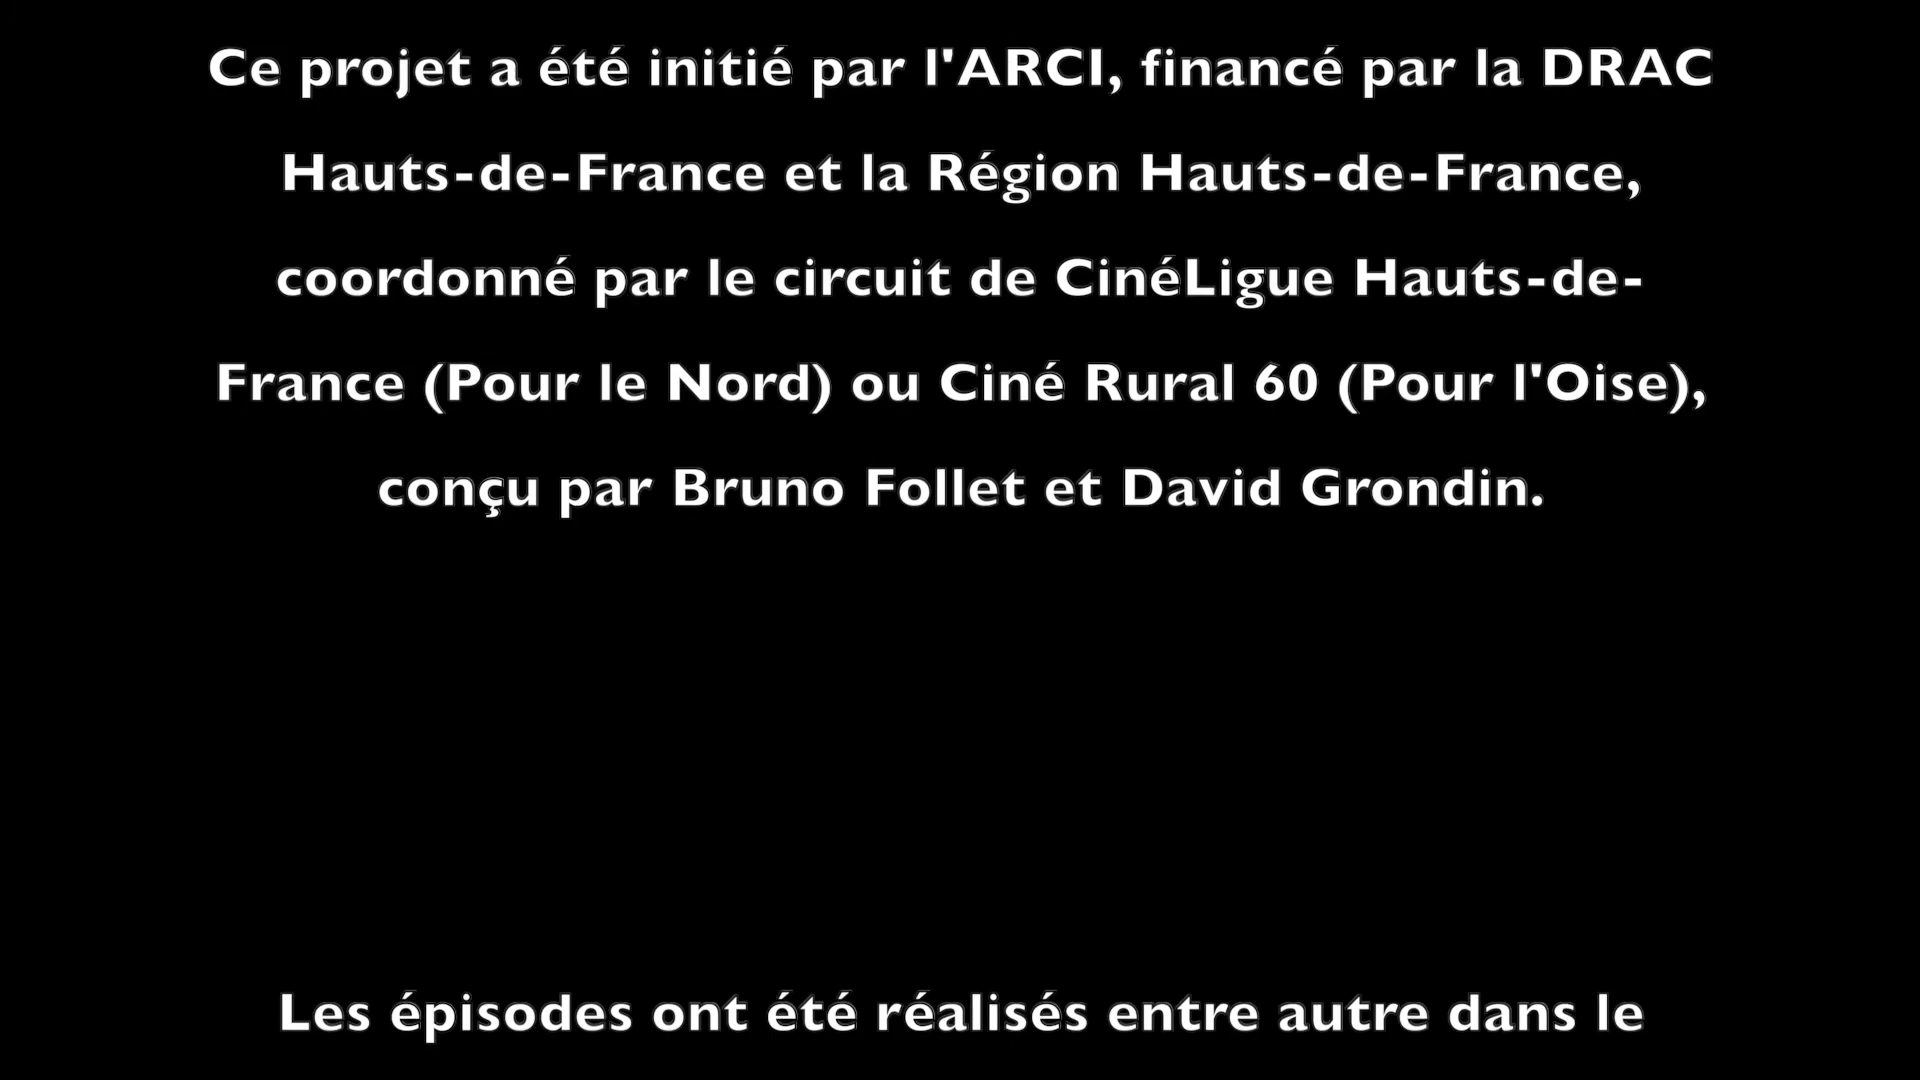 Ce projet a été initié par l'ARCI, financé par la DRAC
Hauts-de-France et la Région Hauts-de-France,
coordonné par le circuit de CinéLigue Hauts-de-
France (Pour le Nord) ou Ciné Rural 60 (Pour l'Oise),
conçu par Bruno Follet et David Grondin.
Les épisodes ont été réalisés entre autre dans le